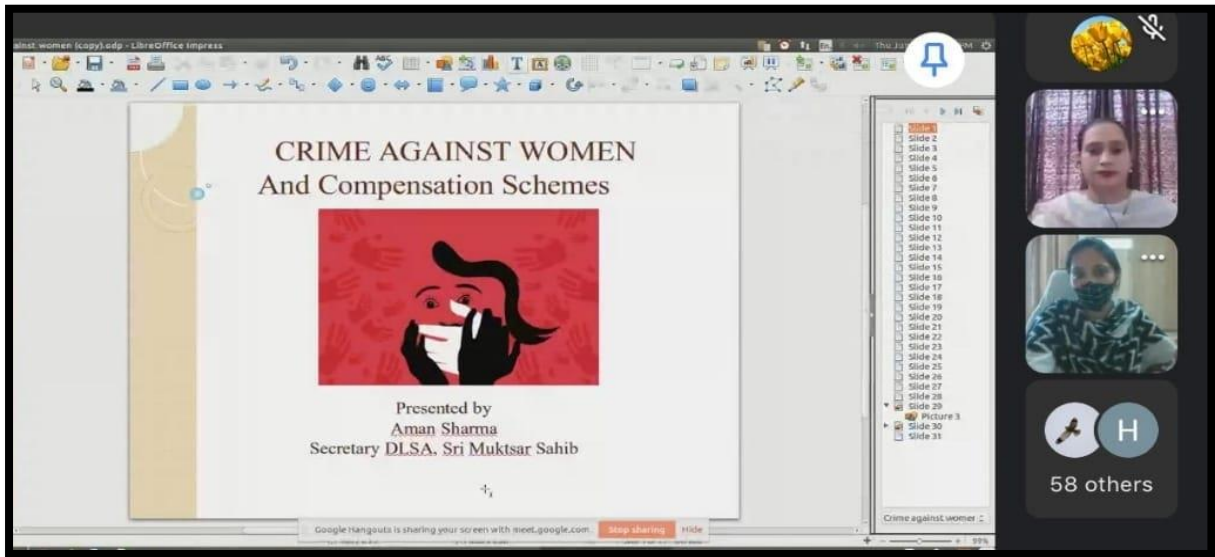 ainst women (copy).odp - LibreOffice Impress
En
CRIME AGAINST WOMEN
And Compensation Schemes
Presented by
Aman Sharma
Secretary DLSA, Sri Muktsar Sahib
Google Hangouts is sharing your screen with meet.google.com.
Stop sharing
Hide
Slide 1
Slide 2
Slide 3
Slide 4
Slide 5
Slide 6
Slide 7
Slide 8
Slide 9
Slide 10
Slide 11
Slide 12
Slide 13
Slide 14
Slide 15
Slide 16
Slide 17
Slide 18
Slide 19
Slide 20
Slide 21
Slide 22
Slide 23
Slide 24
Slide 25
Slide 26
Slide 27
Slide 28
Slide 29
Picture 3
Slide 30
Slide 31
Crime against women
99%
H
58 others